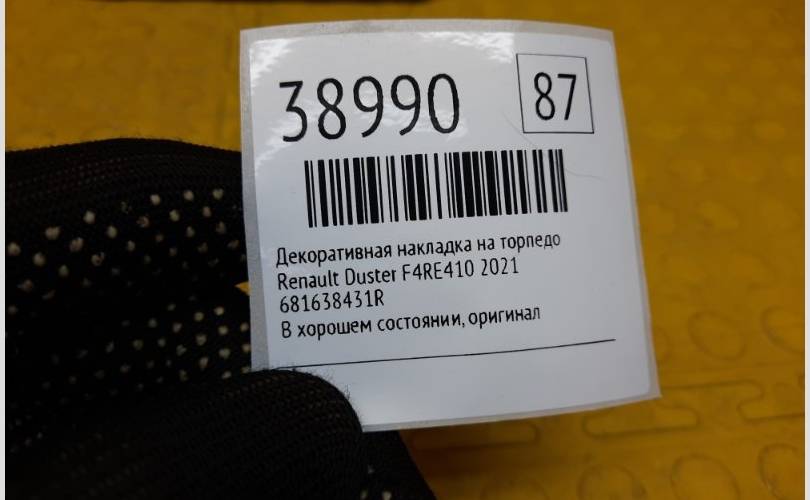 38990
87
Декоративная накладка на торпедо
Renault Duster F4RE410 2021
681638431R
В хорошем состоянии, оригинал